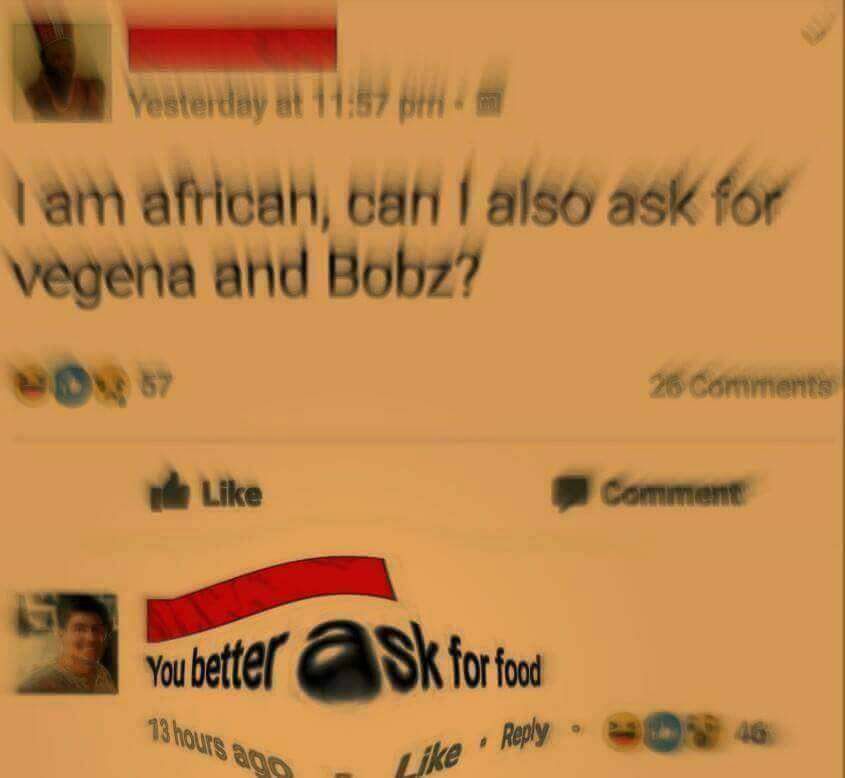 Yesterday at 11:57 pm
I am african, can I also ask for
vegena and Bobz?
57
26 Comments
Like
Comment
You better ask for food
13 hours ago
Like · Reply ·
46